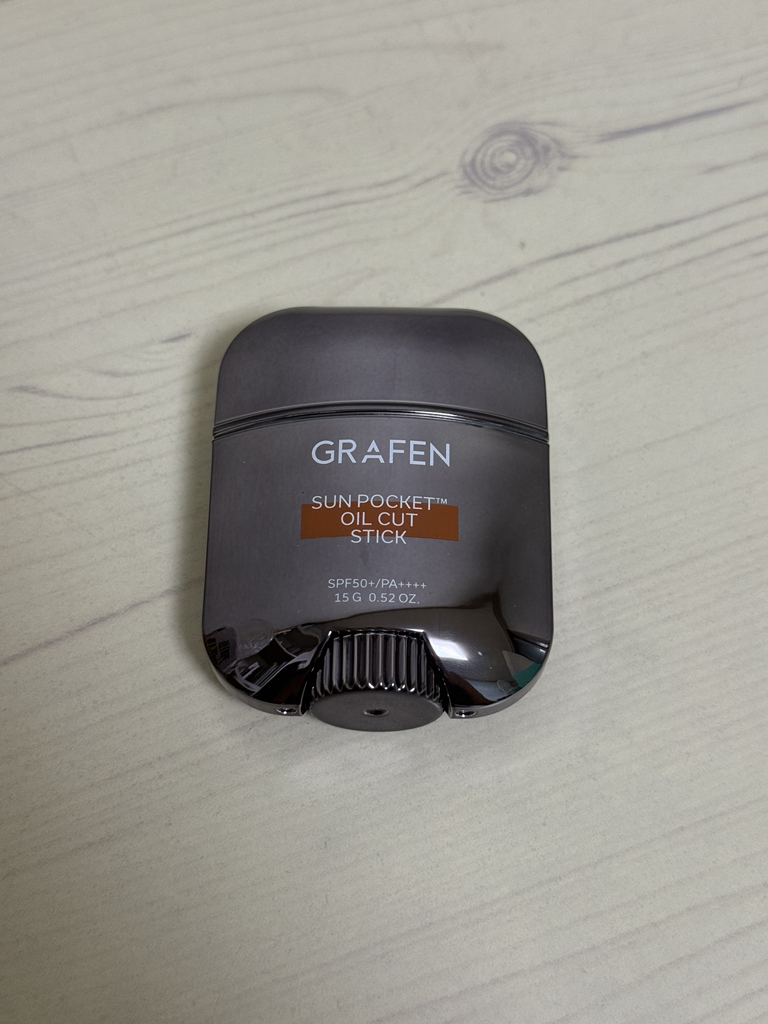 GRAFEN
SUN POCKET™
OIL CUT
STICK
SPF50+/PA++++
15 G 0.52 OZ.